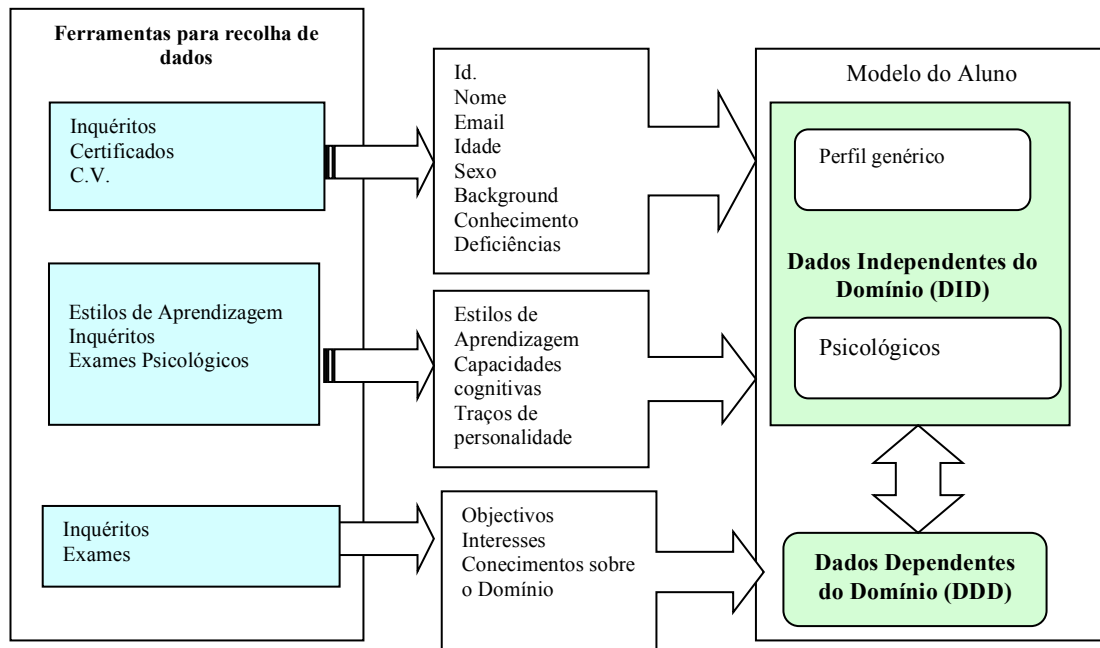 Ferramentas para recolha de
dados
Inquéritos
Certificados
C.V.
Estilos de Aprendizagem
Inquéritos
Exames Psicológicos
Inquéritos
Exames
Id.
Nome
Email
Idade
Sexo
Background
Conhecimento
Deficiências
Estilos de
Aprendizagem
Capacidades
cognitivas
Traços de
personalidade
Objectivos
Interesses
Conecimentos sobre
o Domínio
Modelo do Aluno
Perfil genérico
Dados Independentes do
Domínio (DID)
Psicológicos
Dados Dependentes
do Domínio (DDD)